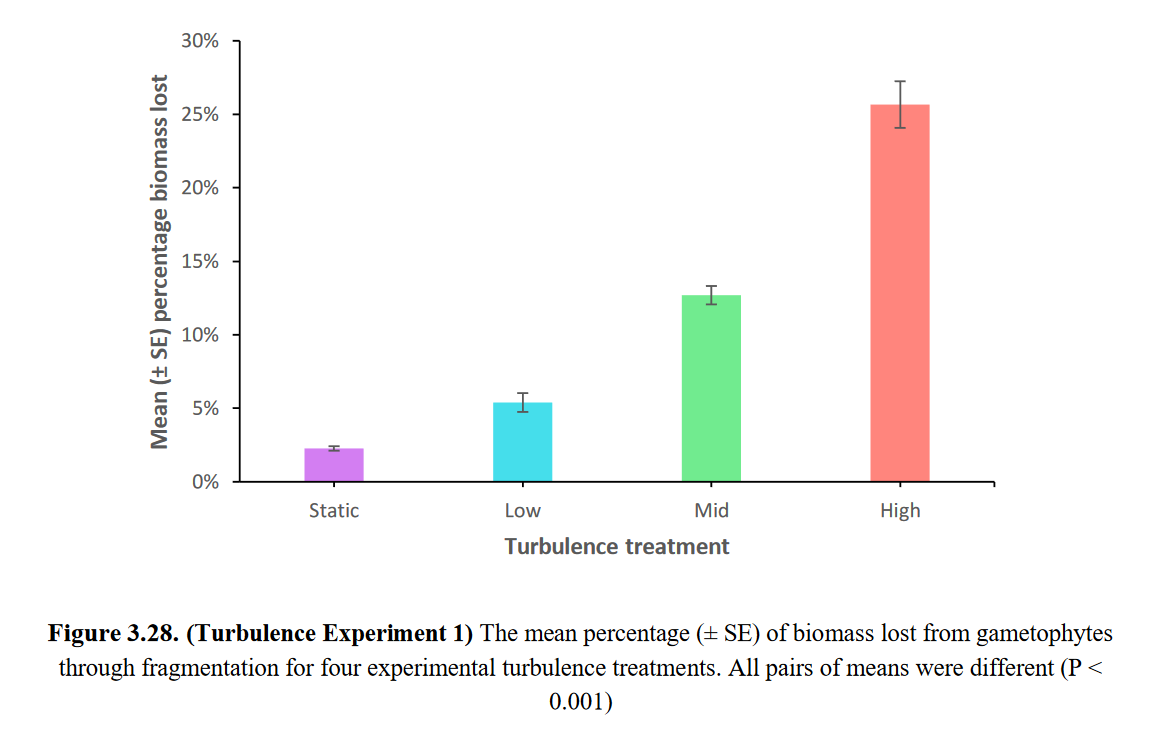 30%
25%
20%
15%
10%
5%
0%
Mean (± SE) percentage biomass lost
Static Low Mid High
Turbulence treatment
Figure 3.28. (Turbulence Experiment 1) The mean percentage (± SE) of biomass lost from gametophytes
through fragmentation for four experimental turbulence treatments. All pairs of means were different (P <
0.001)